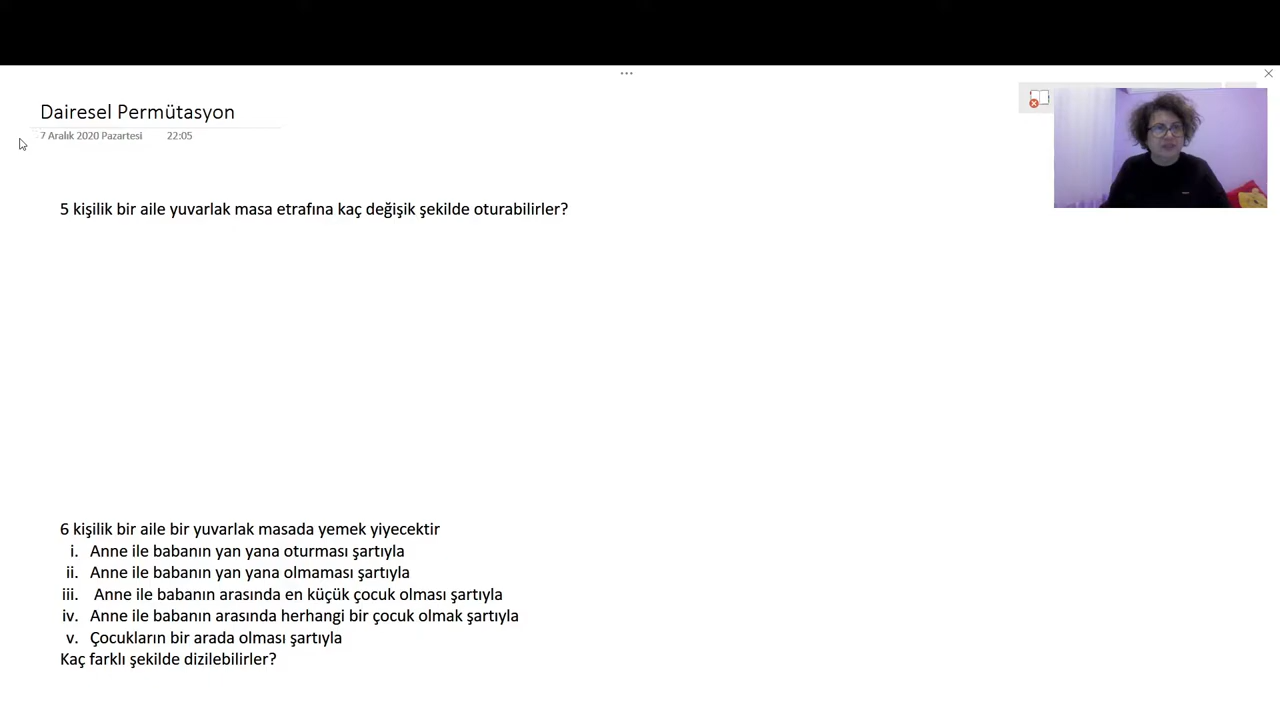 Dairesel Permütasyon
7 Aralık 2020 Pazartesi 22:05
5 kişilik bir aile yuvarlak masa etrafına kaç değişik şekilde oturabilirler?
6 kişilik bir aile bir yuvarlak masada yemek yiyecektir
i. Anne ile babanın yan yana oturması şartıyla
ii. Anne ile babanın yan yana olmaması şartıyla
iii. Anne ile babanın arasında en küçük çocuk olması şartıyla
iv. Anne ile babanın arasında herhangi bir çocuk olmak şartıyla
v. Çocukların bir arada olması şartıyla
Kaç farklı şekilde dizilebilirler?